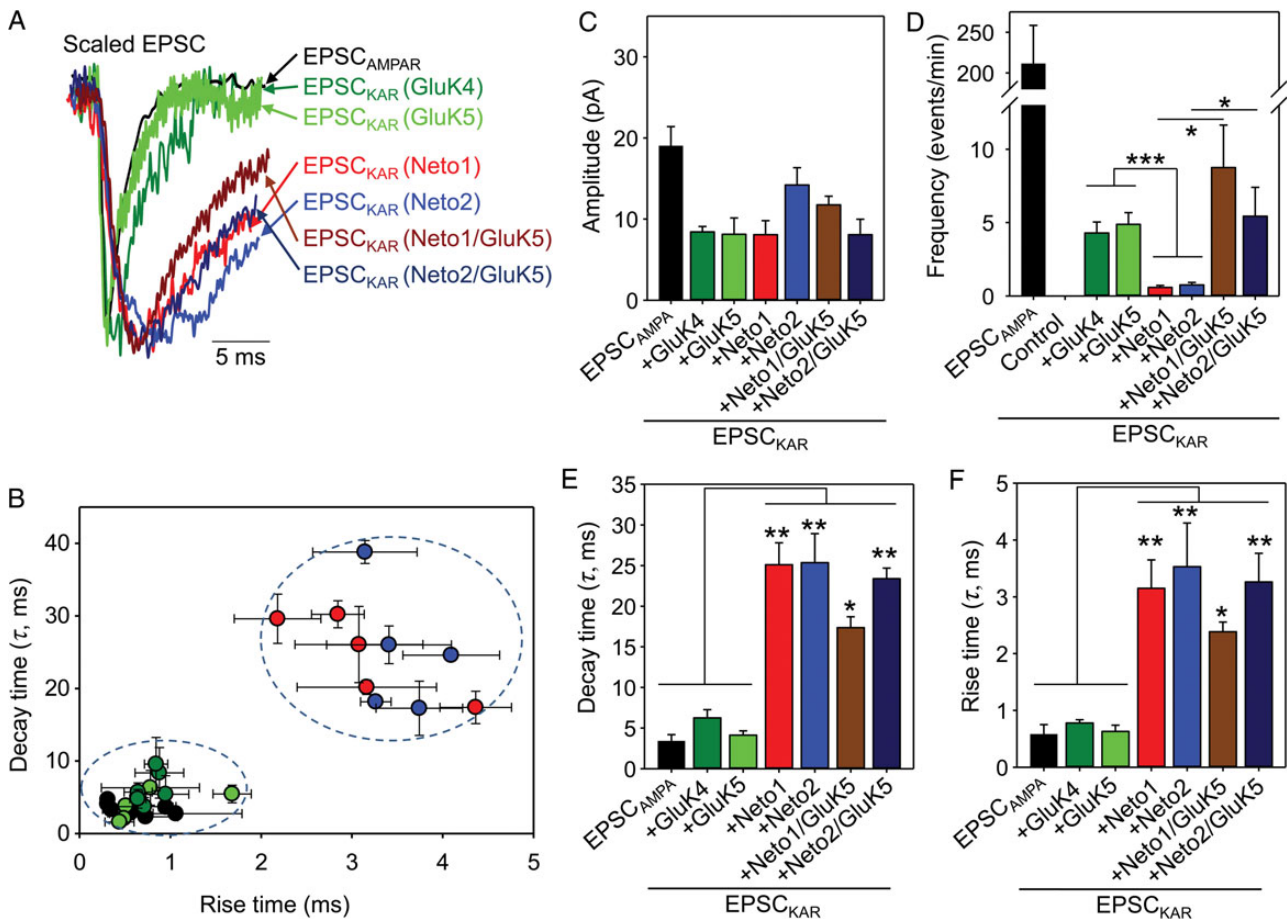 A
Scaled EPSC
EPSCAMPAR
EPSCKAR (GluK4)
EPSCKAR (GluK5)
EPSCKAR (Neto1)
EPSCKAR (Neto2)
EPSCKAR (Neto1/GluK5)
EPSCKAR (Neto2/GluK5)
5 ms
B
Decay time (τ, ms)
40
30
20
10
0
0 1 2 3 4 5
Rise time (ms)
C
Amplitude (pA)
30
20
10
0
EPSCAMPA
+GluK4
+GluK5
+Neto1
+Neto2
+Neto1/GluK5
+Neto2/GluK5
EPSCKAR
D
Frequency (events/min)
250
200
10
5
0
***
*
*
EPSCAMPA
Control
+GluK4
+GluK5
+Neto1
+Neto2
+Neto1/GluK5
+Neto2/GluK5
EPSCKAR
E
Decay time (τ, ms)
35
30
25
20
15
10
5
0
**
**
*
**
EPSCAMPA
+GluK4
+GluK5
+Neto1
+Neto2
+Neto1/GluK5
+Neto2/GluK5
EPSCKAR
F
Rise time (τ, ms)
5
4
3
2
1
0
**
**
*
**
EPSCAMPA
+GluK4
+GluK5
+Neto1
+Neto2
+Neto1/GluK5
+Neto2/GluK5
EPSCKAR